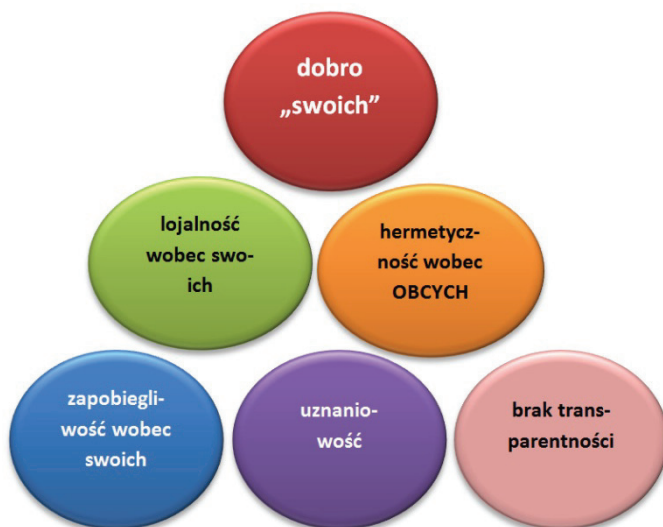 dobro
„swoich”
lojalność
wobec swo-
ich
hermetycz-
ność wobec
OBCYCH
zapobiegli-
wość wobec
swoich
uznanio-
wość
brak trans-
parentności